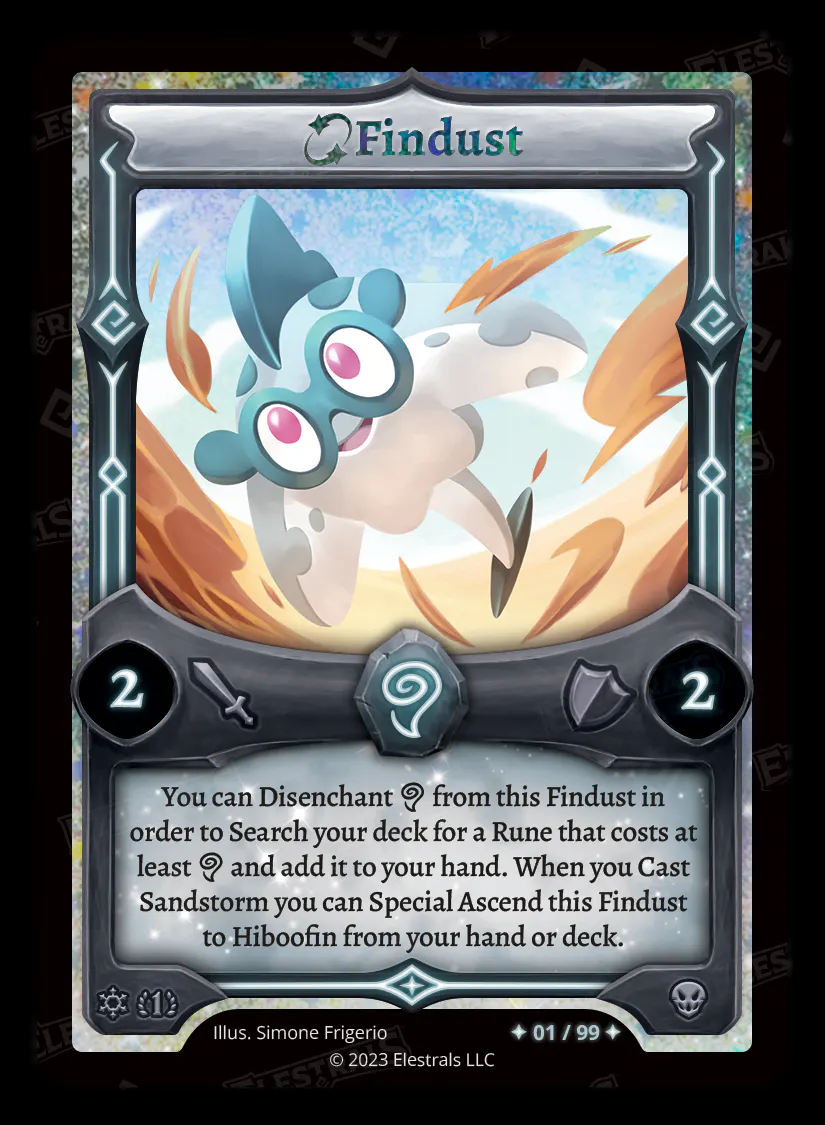 Findust
2
2
You can Disenchant from this Findust in
order to Search your deck for a Rune that costs at
least and add it to your hand. When you Cast
Sandstorm you can Special Ascend this Findust
to Hiboofin from your hand or deck.
1
Illus. Simone Frigerio
01 / 99
© 2023 Elestrals LLC
ELESTRALS